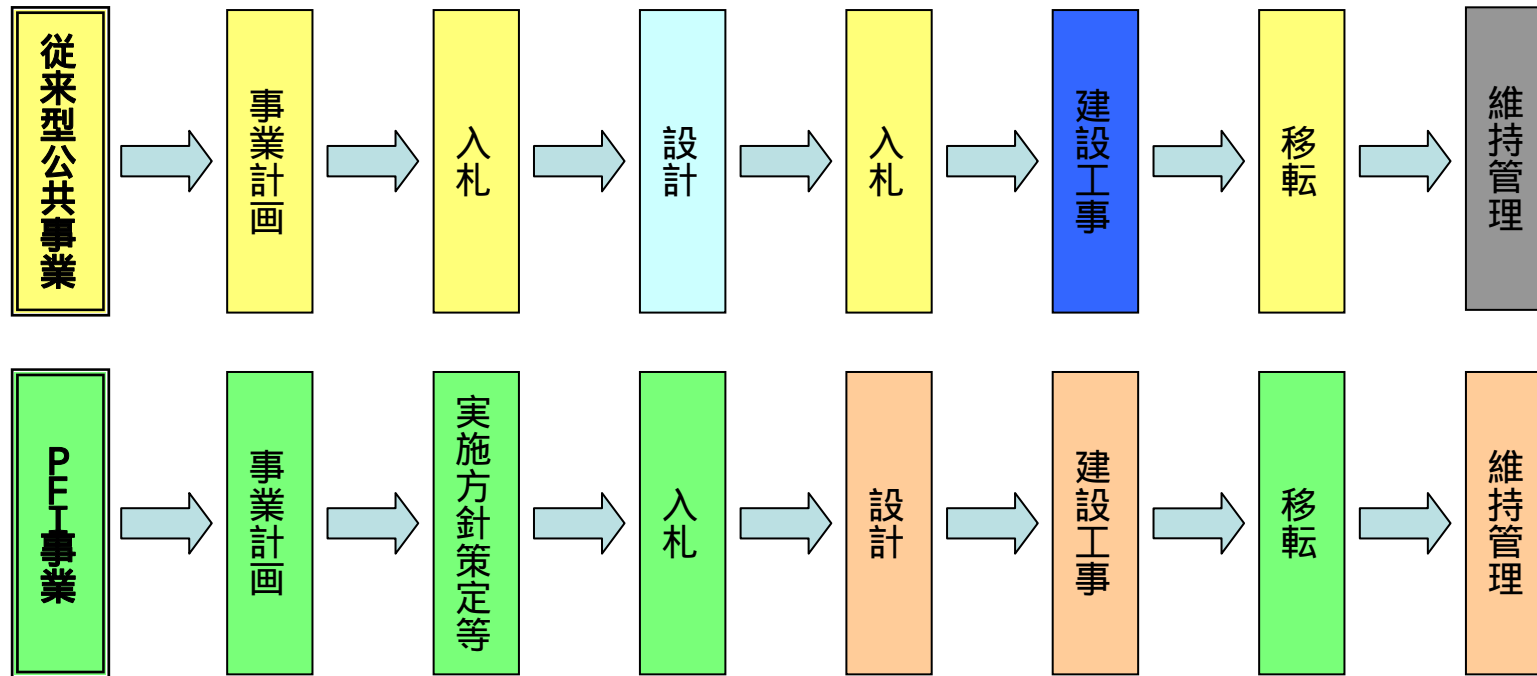 従来型公共事業
事業計画
入札
設計
入札
建設工事
移転
維持管理
PFI事業
事業計画
実施方針策定等
入札
設計
建設工事
移転
維持管理